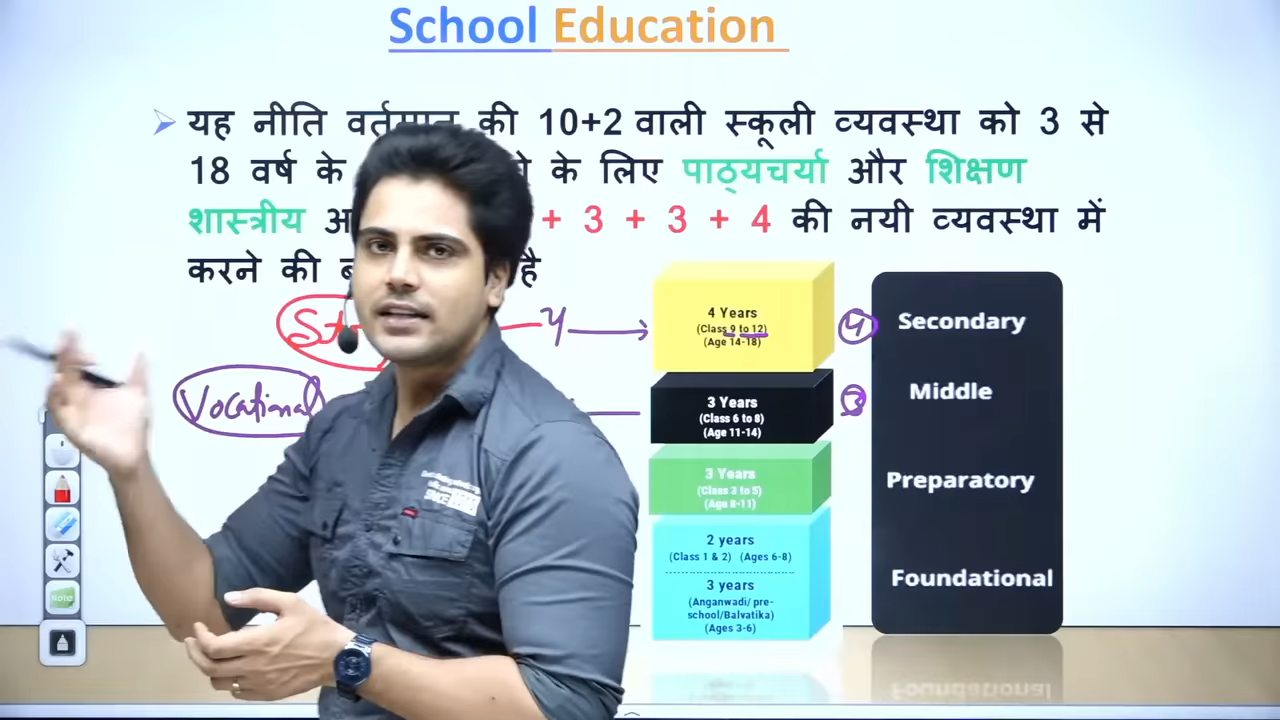 School Education
यह नीति वर्तमान की 10+2 वाली स्कूली व्यवस्था को 3 से
18 वर्ष के के लिए पाठ्यचर्या और शिक्षण
शास्त्रीय + 3 + 3 + 4 की नयी व्यवस्था में
करने की है
4
Vocational
4 Years
(Class 9 to 12)
(Age 14-18)
4
Secondary
3 Years
(Class 6 to 8)
(Age 11-14)
3
Middle
3 Years
(Class 3 to 5)
(Age 8-11)
Preparatory
2 years
(Class 1 & 2) (Ages 6-8)
3 years
(Anganwadi/ pre-
school/Balvatika)
(Ages 3-6)
Foundational
Note